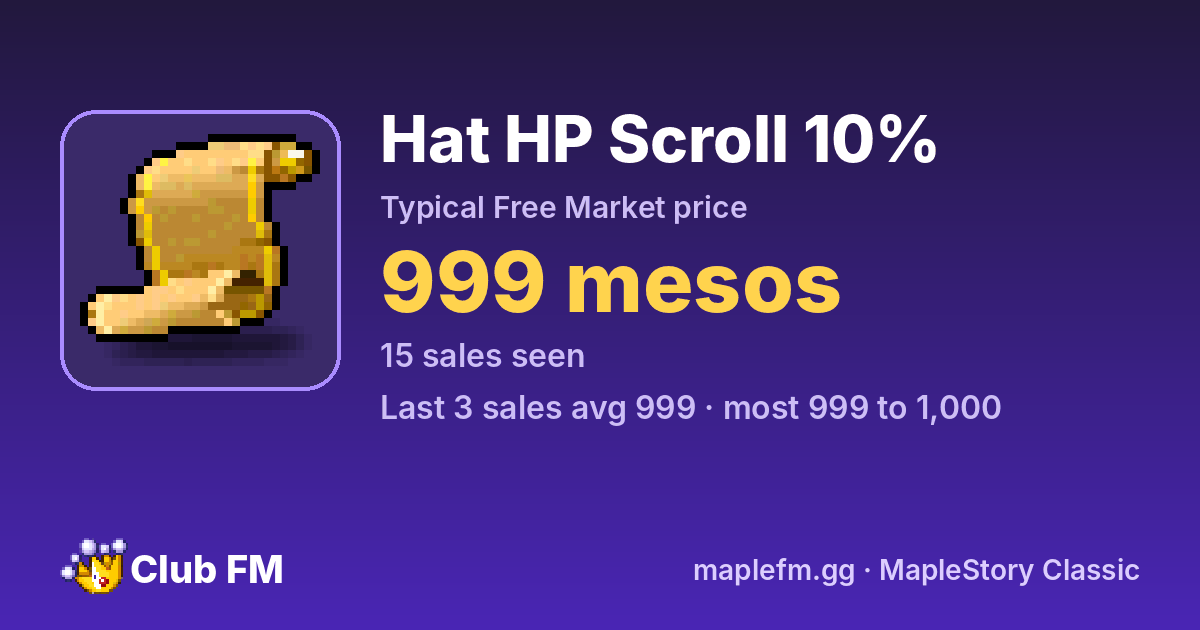 Hat HP Scroll 10%
Typical Free Market price
999 mesos
15 sales seen
Last 3 sales avg 999 · most 999 to 1,000
Club FM
maplefm.gg · MapleStory Classic